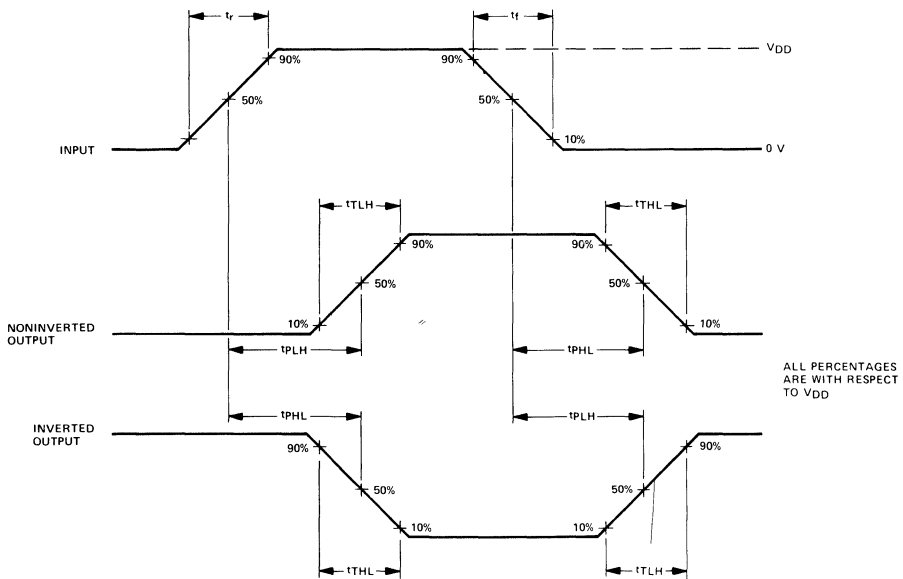 tr
tf
VDD
90%
90%
50%
50%
10%
INPUT
0 V
tTLH
tTHL
90%
90%
50%
50%
10%
10%
NONINVERTED
OUTPUT
tPLH
tPHL
ALL PERCENTAGES
ARE WITH RESPECT
TO VDD
tPHL
tPLH
INVERTED
OUTPUT
90%
90%
50%
50%
10%
10%
tTHL
tTLH